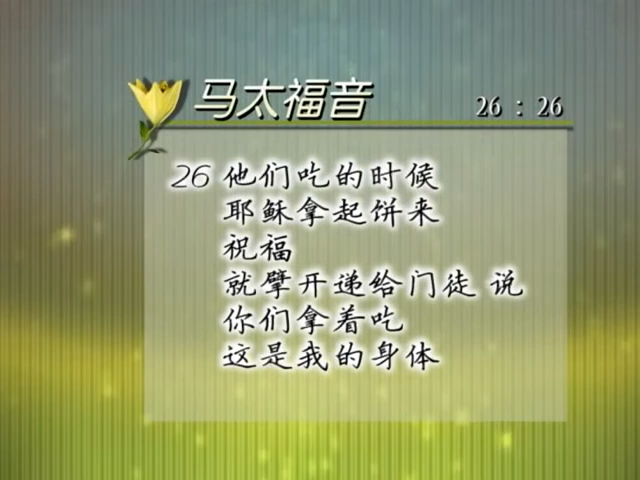 马太福音 26 : 26
26 他们吃的时候
耶稣拿起饼来
祝福
就擘开递给门徒 说
你们拿着吃
这是我的身体